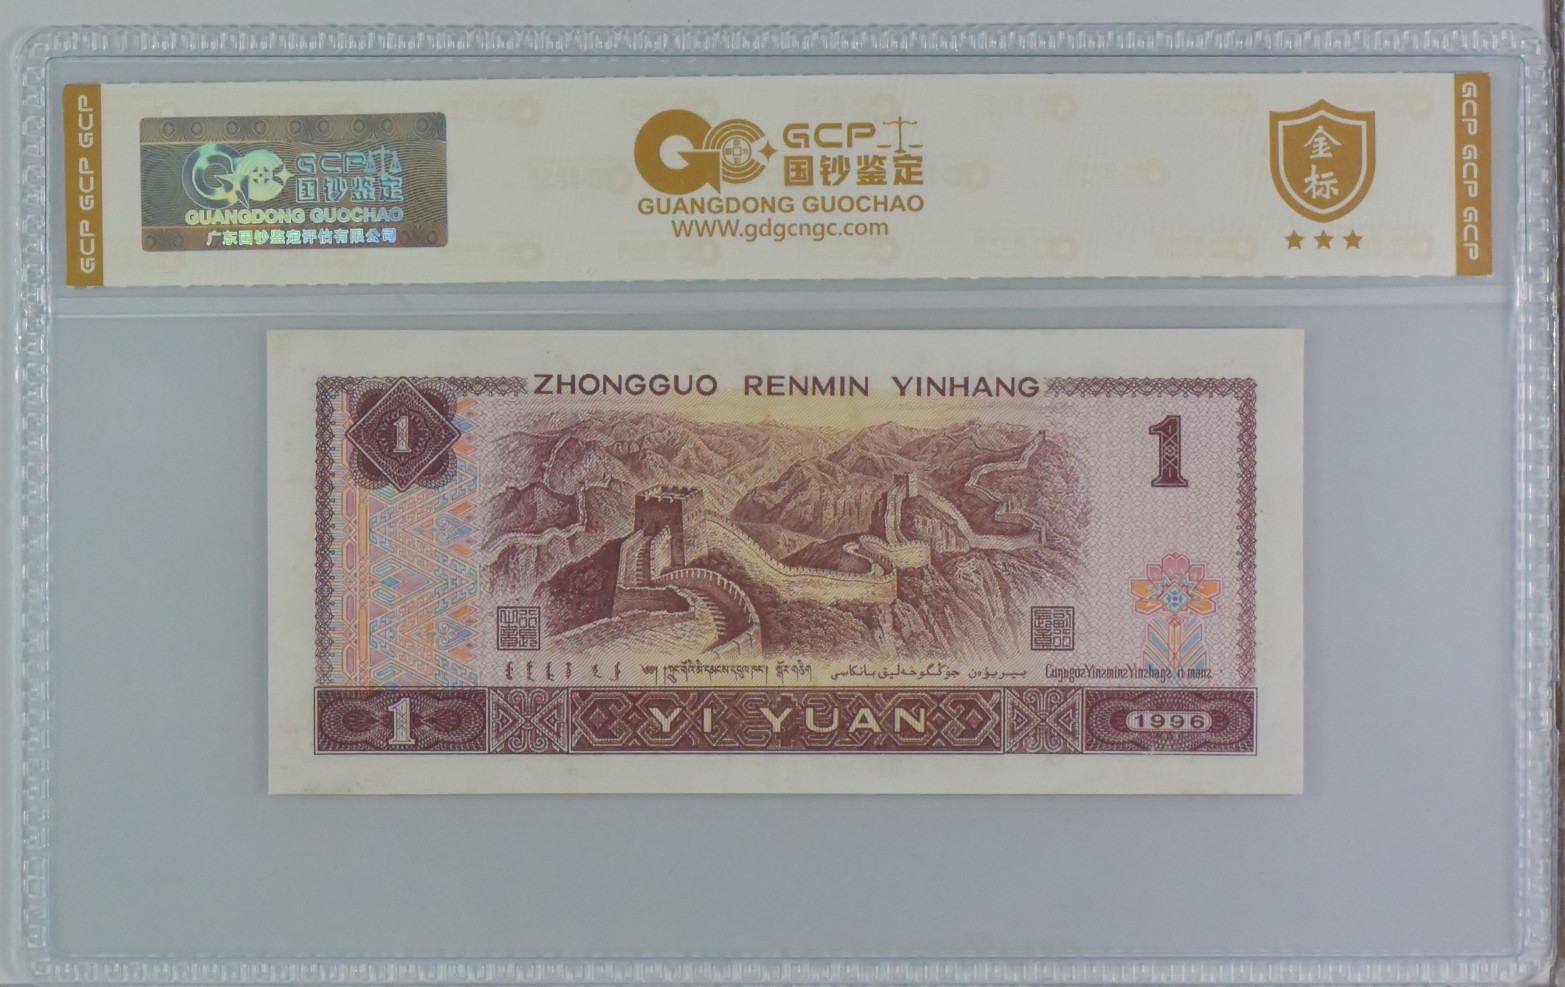 GCP GCP GCP
GCP
国钞鉴定
GUANGDONG GUOCHAO
广东国钞鉴定评估有限公司
GCP
国钞鉴定
GUANGDONG GUOCHAO
WWW.gdgcngc.com
金
标
GCP GCP GCP
ZHONGGUO RENMIN YINHANG
1
1
1
YI YUAN
1996